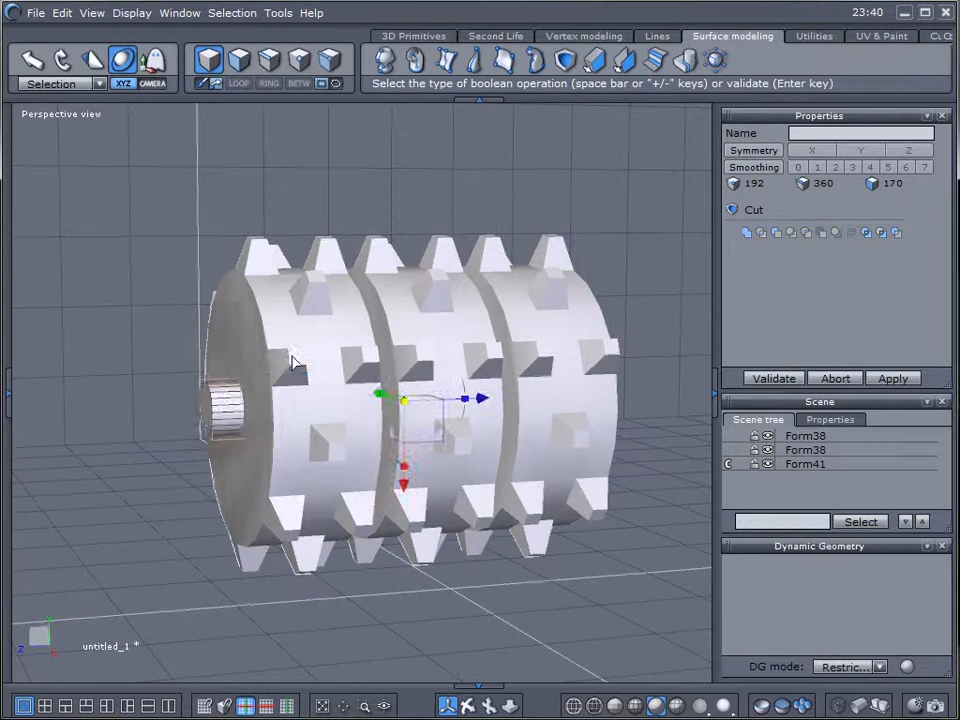 File Edit View Display Window Selection Tools Help 23:40
3D Primitives Second Life Vertex modeling Lines Surface modeling Utilities UV & Paint
Selection XYZ CAMERA LOOP RING BETW
Select the type of boolean operation (space bar or "+/-" keys) or validate (Enter key)
Perspective view
Properties
Name
Symmetry X Y Z
Smoothing 0 1 2 3 4 5 6 7
192 360 170
Cut
Validate Abort Apply
Scene
Scene tree Properties
Form38
Form38
Form41
Select
Dynamic Geometry
Y
Z
untitled_1 *
DG mode: Restric...